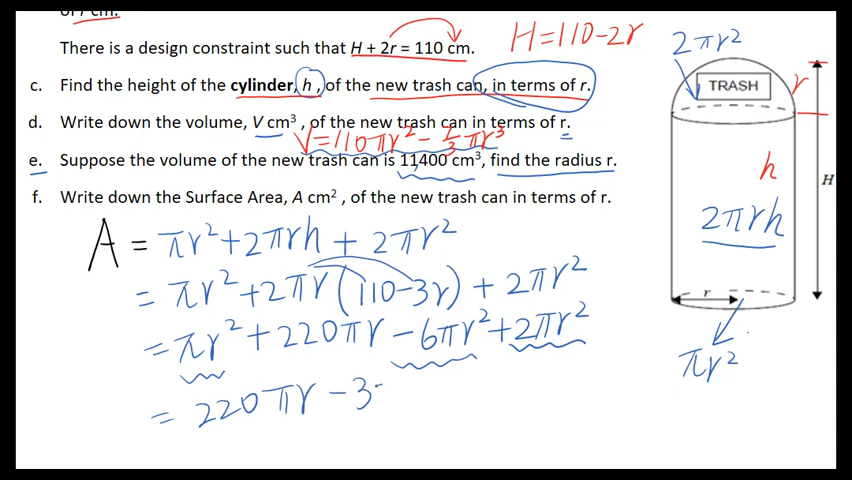 of r cm.
There is a design constraint such that H + 2r = 110 cm.
H=110-2r
c. Find the height of the cylinder, h , of the new trash can, in terms of r.
d. Write down the volume, V cm³ , of the new trash can in terms of r.
V=110πr² - 7/3 πr³
e. Suppose the volume of the new trash can is 11,400 cm³, find the radius r.
f. Write down the Surface Area, A cm² , of the new trash can in terms of r.
A = πr²+2πrh + 2πr²
= πr²+2πr(110-3r) + 2πr²
= πr²+220πr -6πr²+2πr²
= 220πr -3
2πr²
TRASH
r
h
H
2πrh
r
πr²